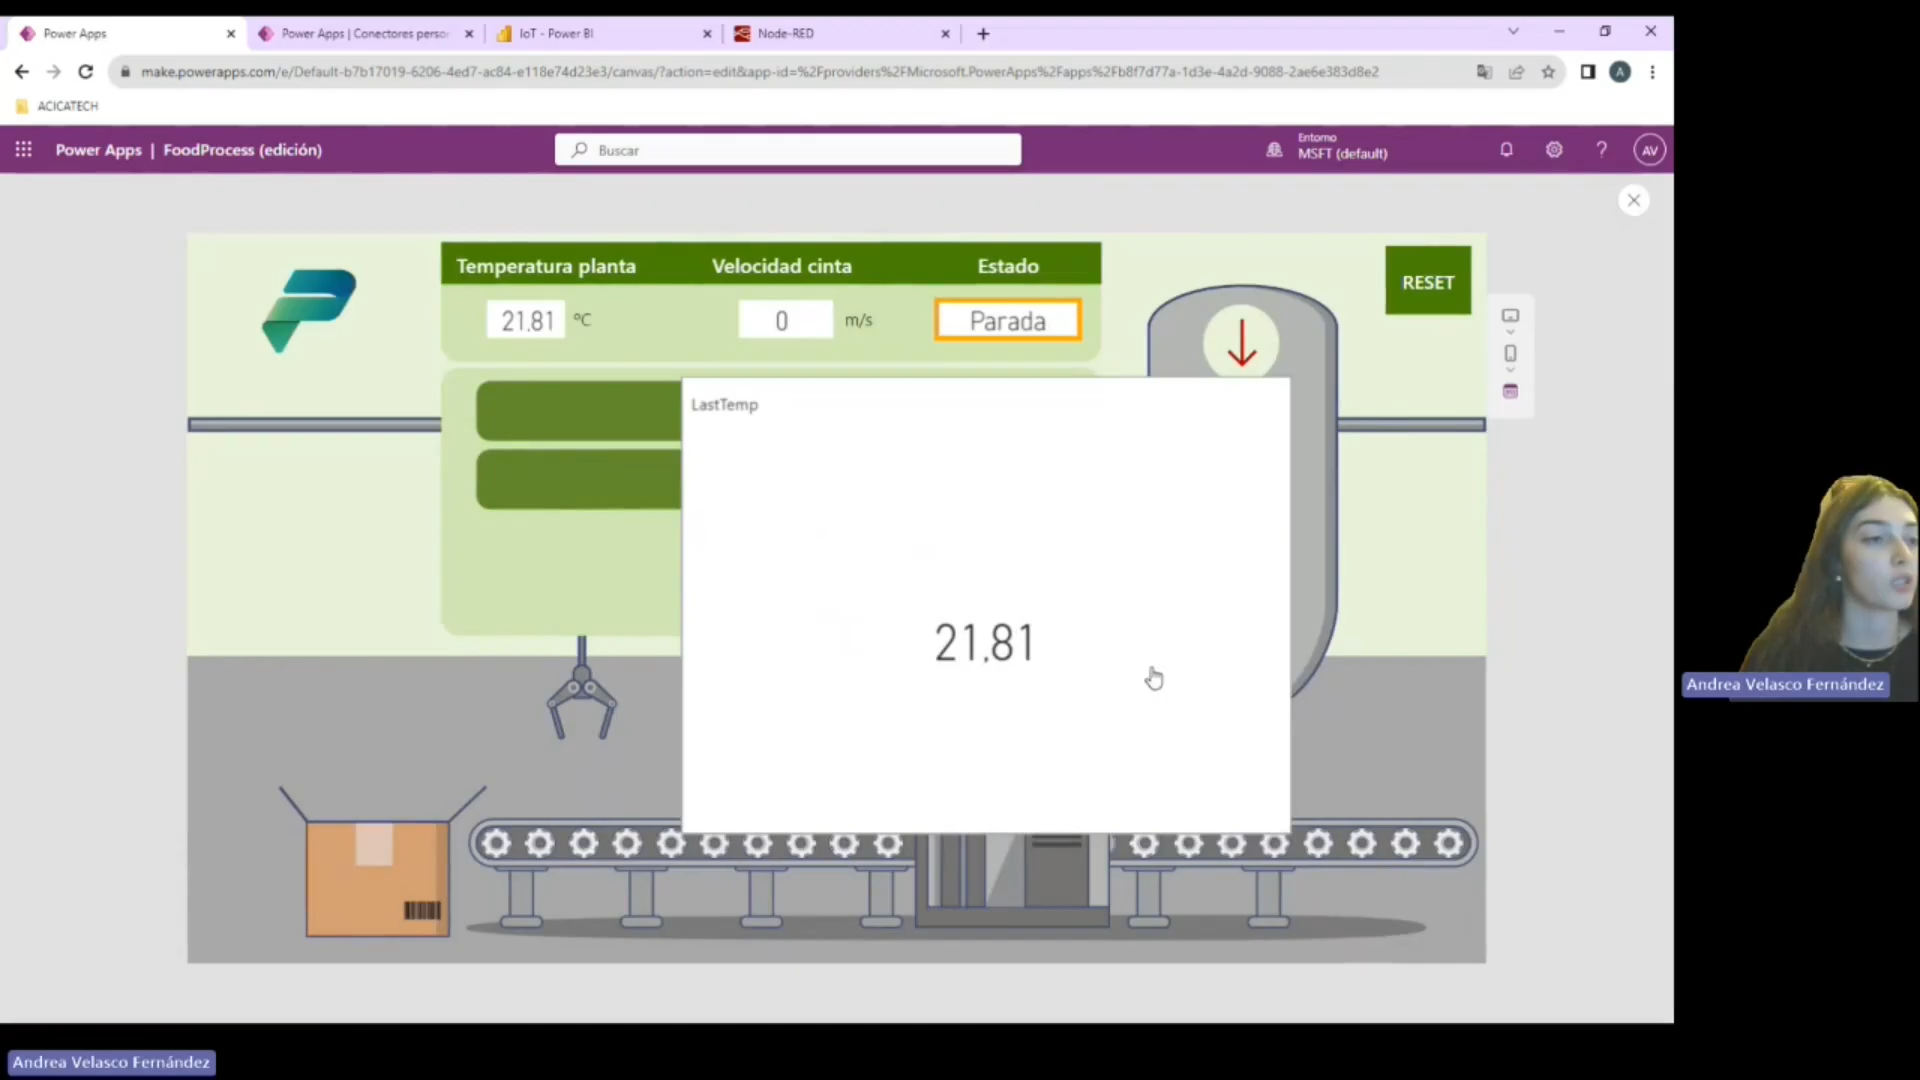 Power Apps
Power Apps | Conectores perso
IoT - Power BI
Node-RED
make.powerapps.com/e/Default-b7b17019-6206-4ed7-ac84-e118e74d23e3/canvas/?action=edit&app-id=%2Fproviders%2FMicrosoft.PowerApps%2Fapps%2Fb8f7d77a-1d3e-4a2d-9088-2ae6e383d8e2
A
ACICATECH
Power Apps | FoodProcess (edición)
Buscar
Entorno
MSFT (default)
AV
Temperatura planta
Velocidad cinta
Estado
21.81 ºC
0 m/s
Parada
RESET
LastTemp
21,81
Andrea Velasco Fernández
Andrea Velasco Fernández